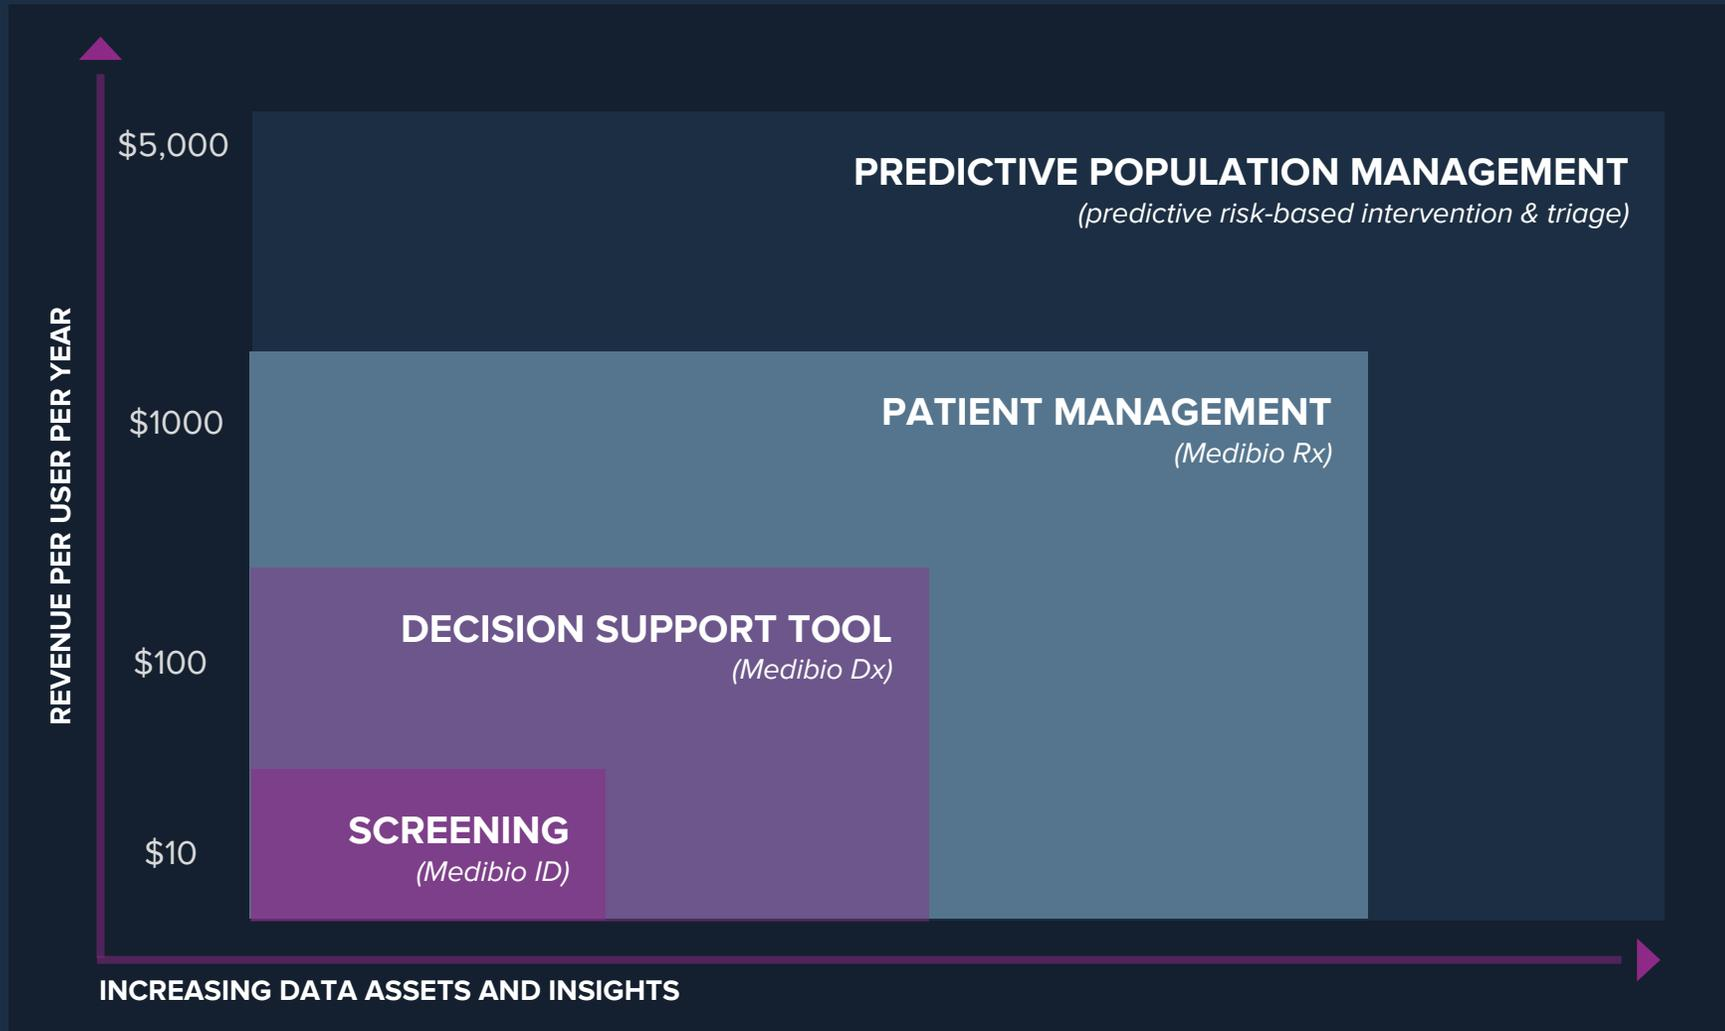 $5,000
PREDICTIVE POPULATION MANAGEMENT
(predictive risk-based intervention & triage)
REVENUE PER USER PER YEAR
$1000
PATIENT MANAGEMENT
(Medibio Rx)
$100
DECISION SUPPORT TOOL
(Medibio Dx)
$10
SCREENING
(Medibio ID)
INCREASING DATA ASSETS AND INSIGHTS